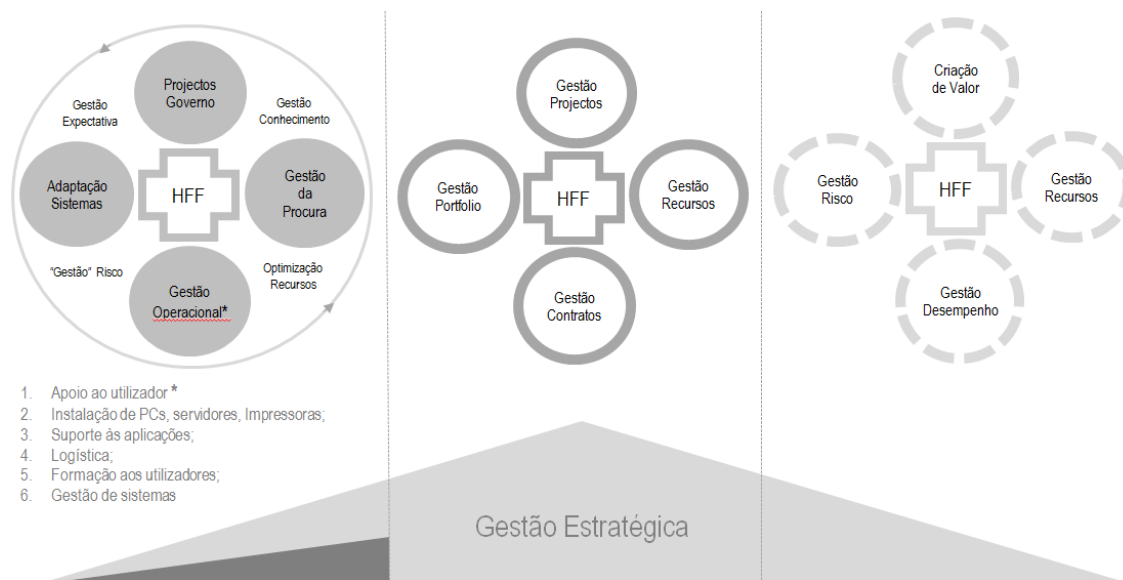 Projectos
Governo
Gestão
Expectativa
Gestão
Conhecimento
Adaptação
Sistemas
HFF
Gestão
da
Procura
"Gestão" Risco
Optimização
Recursos
Gestão
Operacional*
1. Apoio ao utilizador *
2. Instalação de PCs, servidores, Impressoras;
3. Suporte às aplicações;
4. Logística;
5. Formação aos utilizadores;
6. Gestão de sistemas
Gestão
Projectos
Gestão
Portfolio
HFF
Gestão
Recursos
Gestão
Contratos
Criação
de Valor
Gestão
Risco
HFF
Gestão
Recursos
Gestão
Desempenho
Gestão Estratégica